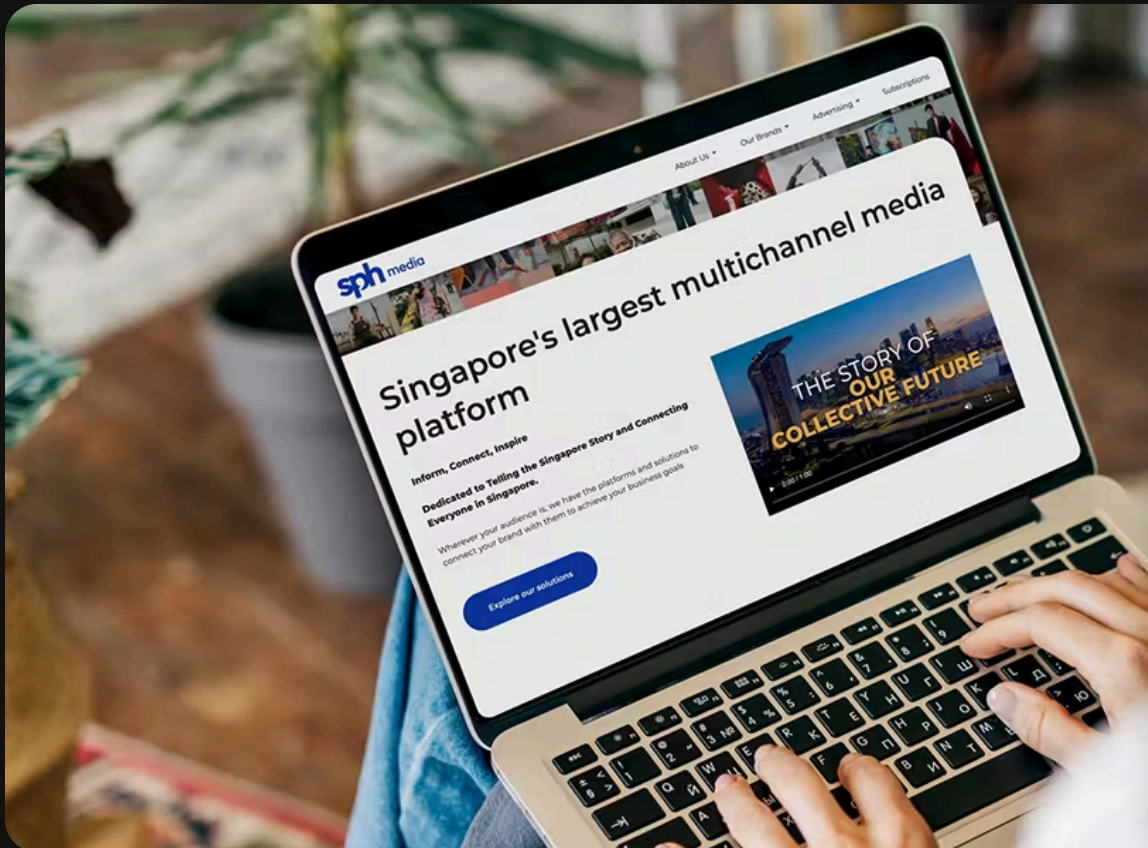 About Us
Our Brands
Advertising
Subscriptions
sph media
Singapore's largest multichannel media
platform
Inform, Connect, Inspire
Dedicated to Telling the Singapore Story and Connecting
Everyone in Singapore.
Wherever your audience is, we have the platforms and solutions to
connect your brand with them to achieve your business goals
Explore our solutions
THE STORY OF
OUR
COLLECTIVE FUTURE
0:00 / 1:00
esc